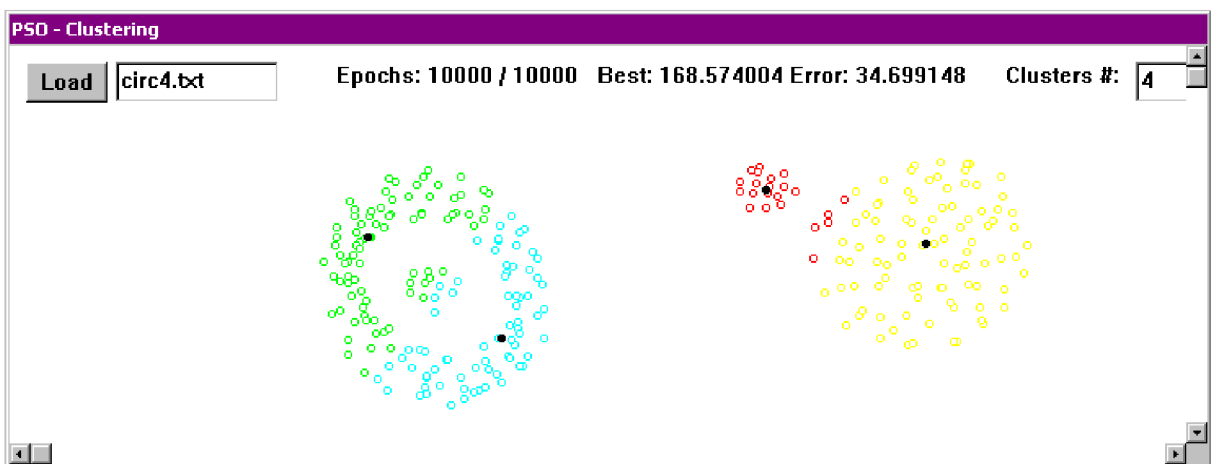 PSO - Clustering
Load circ4.txt Epochs: 10000 / 10000 Best: 168.574004 Error: 34.699148 Clusters #: 4